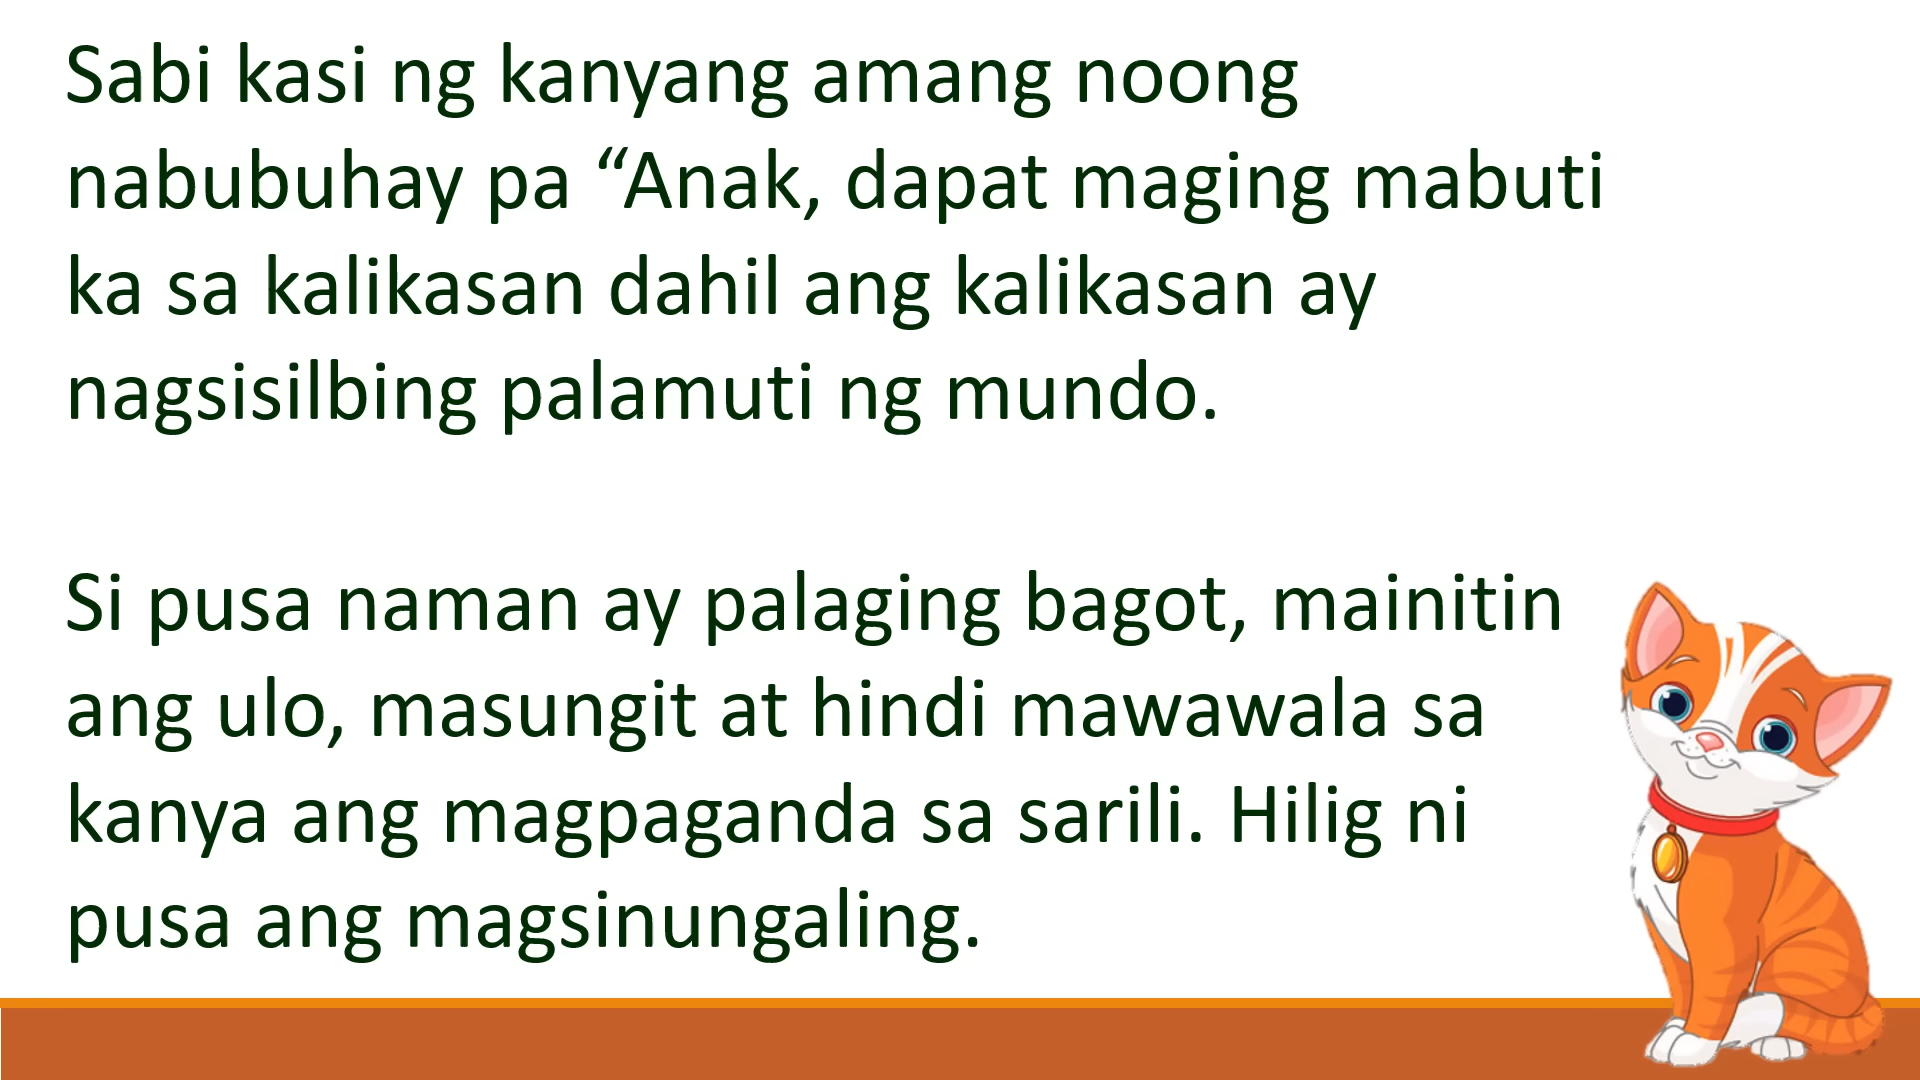 Sabi kasi ng kanyang amang noong
nabubuhay pa “Anak, dapat maging mabuti
ka sa kalikasan dahil ang kalikasan ay
nagsisilbing palamuti ng mundo.
Si pusa naman ay palaging bagot, mainitin
ang ulo, masungit at hindi mawawala sa
kanya ang magpaganda sa sarili. Hilig ni
pusa ang magsinungaling.